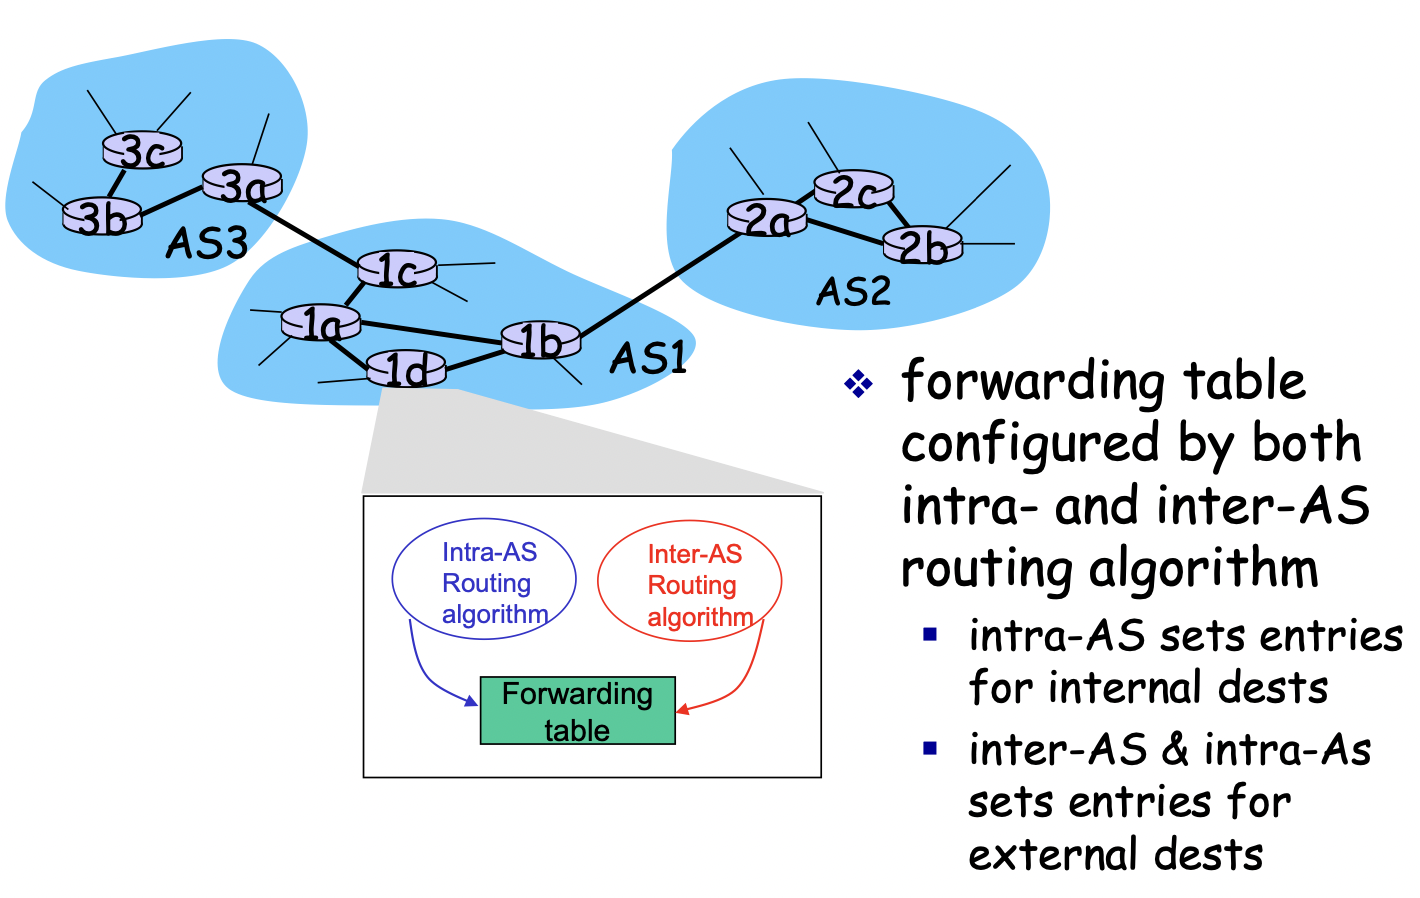 3c
3a
3b
AS3
2c
2a
2b
AS2
1c
1a
1b
1d
AS1
forwarding table
configured by both
intra- and inter-AS
routing algorithm
intra-AS sets entries
for internal dests
inter-AS & intra-As
sets entries for
external dests
Intra-AS
Routing
algorithm
Inter-AS
Routing
algorithm
Forwarding
table